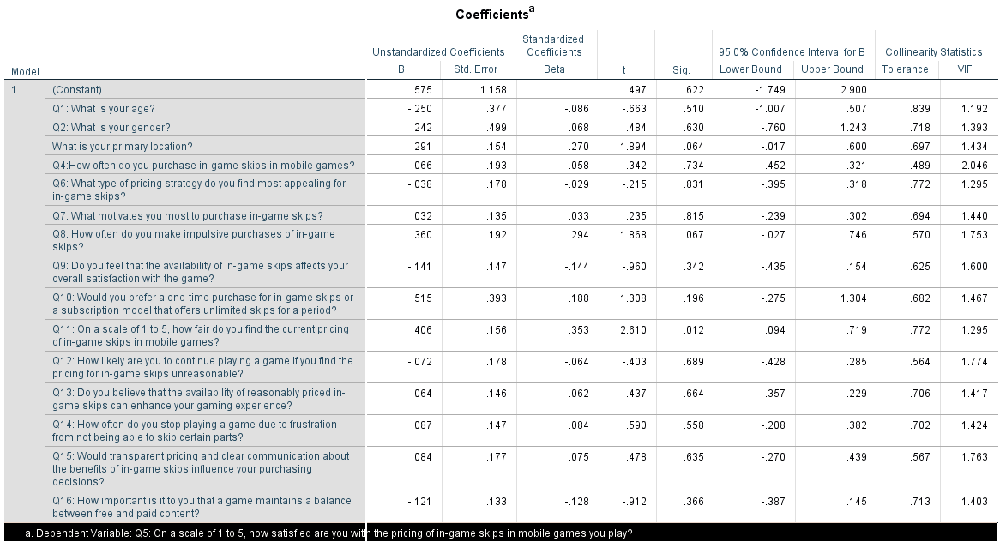 Coefficientsa
Unstandardized Coefficients Standardized Coefficients 95.0% Confidence Interval for B Collinearity Statistics
Model B Std. Error Beta t Sig. Lower Bound Upper Bound Tolerance VIF
1 (Constant) .575 1.158 .497 .622 -1.749 2.900
Q1: What is your age? -.250 .377 -.086 -.663 .510 -1.007 .507 .839 1.192
Q2: What is your gender? .242 .499 .068 .484 .630 -.760 1.243 .718 1.393
What is your primary location? .291 .154 .270 1.894 .064 -.017 .600 .697 1.434
Q4:How often do you purchase in-game skips in mobile games? -.066 .193 -.058 -.342 .734 -.452 .321 .489 2.046
Q6: What type of pricing strategy do you find most appealing for -.038 .178 -.029 -.215 .831 -.395 .318 .772 1.295
in-game skips?
Q7: What motivates you most to purchase in-game skips? .032 .135 .033 .235 .815 -.239 .302 .694 1.440
Q8: How often do you make impulsive purchases of in-game .360 .192 .294 1.868 .067 -.027 .746 .570 1.753
skips?
Q9: Do you feel that the availability of in-game skips affects your -.141 .147 -.144 -.960 .342 -.435 .154 .625 1.600
overall satisfaction with the game?
Q10: Would you prefer a one-time purchase for in-game skips or .515 .393 .188 1.308 .196 -.275 1.304 .682 1.467
a subscription model that offers unlimited skips for a period?
Q11: On a scale of 1 to 5, how fair do you find the current pricing .406 .156 .353 2.610 .012 .094 .719 .772 1.295
of in-game skips in mobile games?
Q12: How likely are you to continue playing a game if you find the -.072 .178 -.064 -.403 .689 -.428 .285 .564 1.774
pricing for in-game skips unreasonable?
Q13: Do you believe that the availability of reasonably priced in- -.064 .146 -.062 -.437 .664 -.357 .229 .706 1.417
game skips can enhance your gaming experience?
Q14: How often do you stop playing a game due to frustration .087 .147 .084 .590 .558 -.208 .382 .702 1.424
from not being able to skip certain parts?
Q15: Would transparent pricing and clear communication about .084 .177 .075 .478 .635 -.270 .439 .567 1.763
the benefits of in-game skips influence your purchasing
decisions?
Q16: How important is it to you that a game maintains a balance -.121 .133 -.128 -.912 .366 -.387 .145 .713 1.403
between free and paid content?
a. Dependent Variable: Q5: On a scale of 1 to 5, how satisfied are you with the pricing of in-game skips in mobile games you play?